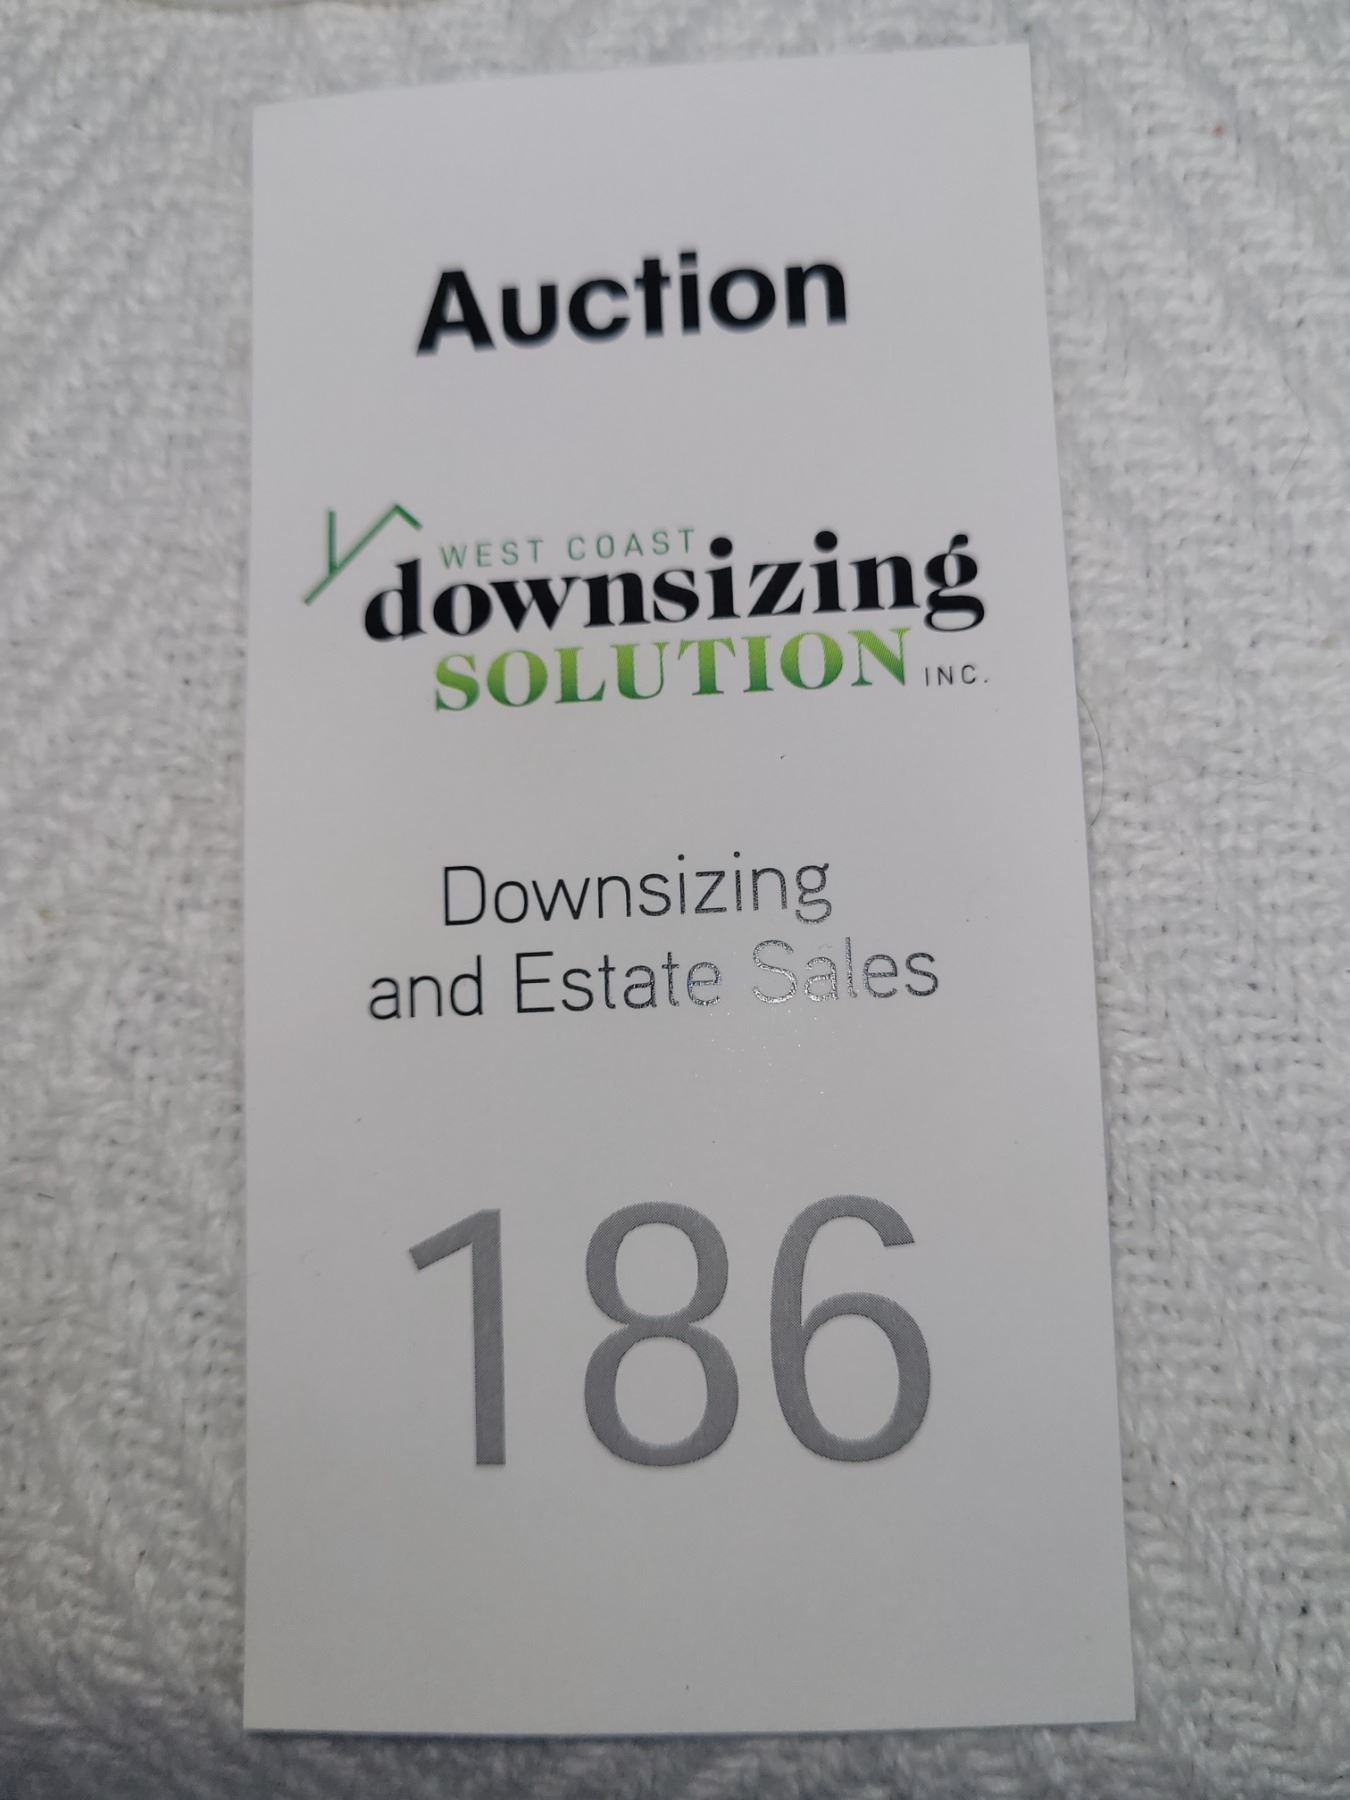 Auction
WEST COAST
downsizing
SOLUTION INC.
Downsizing
and Estate Sales
186